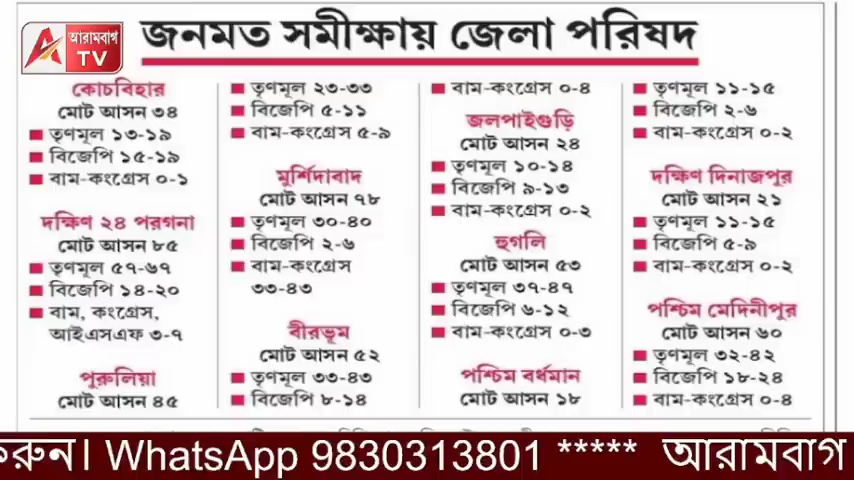 আরামবাগ
TV
জনমত সমীক্ষায় জেলা পরিষদ
কোচবিহার
মোট আসন ৩৪
তৃণমূল ১৩-১৯
বিজেপি ১৫-১৯
বাম-কংগ্রেস ০-১
দক্ষিণ ২৪ পরগনা
মোট আসন ৮৫
তৃণমূল ৫৭-৬৭
বিজেপি ১৪-২০
বাম, কংগ্রেস,
আইএসএফ ৩-৭
পুরুলিয়া
মোট আসন ৪৫
তৃণমূল ২৩-৩৩
বিজেপি ৫-১১
বাম-কংগ্রেস ৫-৯
মুর্শিদাবাদ
মোট আসন ৭৮
তৃণমূল ৩০-৪০
বিজেপি ২-৬
বাম-কংগ্রেস
৩৩-৪৩
বীরভূম
মোট আসন ৫২
তৃণমূল ৩৩-৪৩
বিজেপি ৮-১৪
বাম-কংগ্রেস ০-৪
জলপাইগুড়ি
মোট আসন ২৪
তৃণমূল ১০-১৪
বিজেপি ৯-১৩
বাম-কংগ্রেস ০-২
হুগলি
মোট আসন ৫৩
তৃণমূল ৩৭-৪৭
বিজেপি ৬-১২
বাম-কংগ্রেস ০-৩
পশ্চিম বর্ধমান
মোট আসন ১৮
তৃণমূল ১১-১৫
বিজেপি ২-৬
বাম-কংগ্রেস ০-২
দক্ষিণ দিনাজপুর
মোট আসন ২১
তৃণমূল ১১-১৫
বিজেপি ৫-৯
বাম-কংগ্রেস ০-২
পশ্চিম মেদিনীপুর
মোট আসন ৬০
তৃণমূল ৩২-৪২
বিজেপি ১৮-২৪
বাম-কংগ্রেস ০-৪
করুন। WhatsApp 9830313801 ***** আরামবাগ